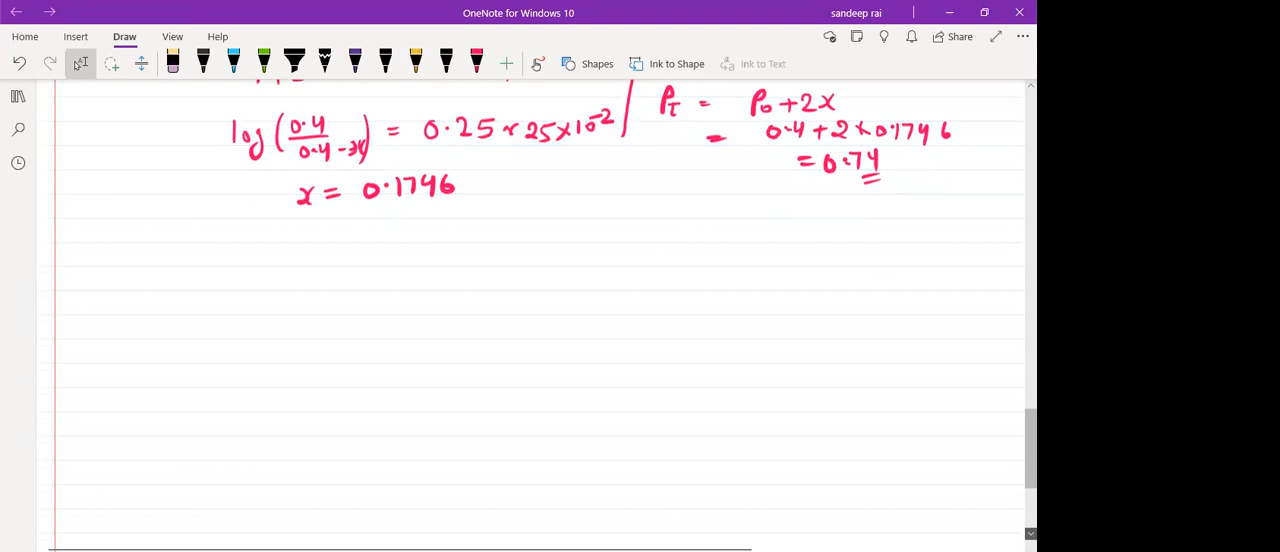 OneNote for Windows 10
sandeep rai
Home Insert Draw View Help
Shapes Ink to Shape Ink to Text Share
log(0.4/0.4-x) = 0.25 × 25×10⁻²
x = 0.1746
P_T = P₀+2x
= 0.4 + 2×0.1746
= 0.74